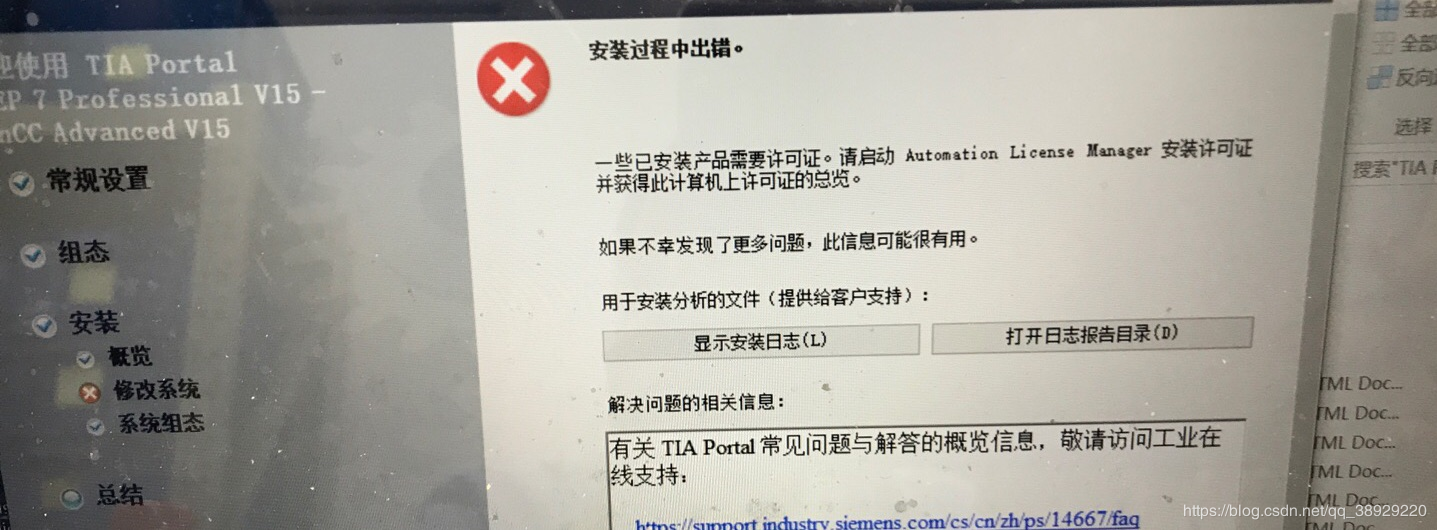 使用 TIA Portal
7 Professional V15 -
CC Advanced V15
常规设置
组态
安装
概览
修改系统
系统组态
总结
安装过程中出错。
一些已安装产品需要许可证。请启动 Automation License Manager 安装许可证
并获得此计算机上许可证的总览。
如果不幸发现了更多问题，此信息可能很有用。
用于安装分析的文件（提供给客户支持）：
显示安装日志(L)
打开日志报告目录(D)
解决问题的相关信息：
有关 TIA Portal 常见问题与解答的概览信息，敬请访问工业在
线支持：
https://support.industry.siemens.com/cs/cn/zh/ps/14667/faq
全部
全部
反向
选择
搜索"TIA
TML Doc...
TML Doc...
TML Doc...
TML Doc...
TML Doc...
https://blog.csdn.net/qq_38929220